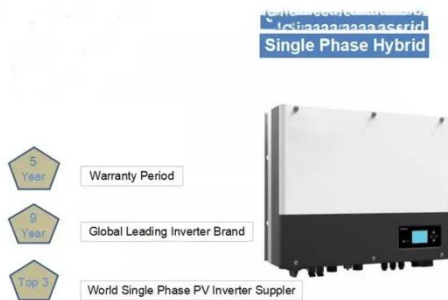 Single Phase Hybrid
5
Year
Warranty Period
9
Year
Global Leading Inverter Brand
Top 3
World Single Phase PV Inverter Suppler